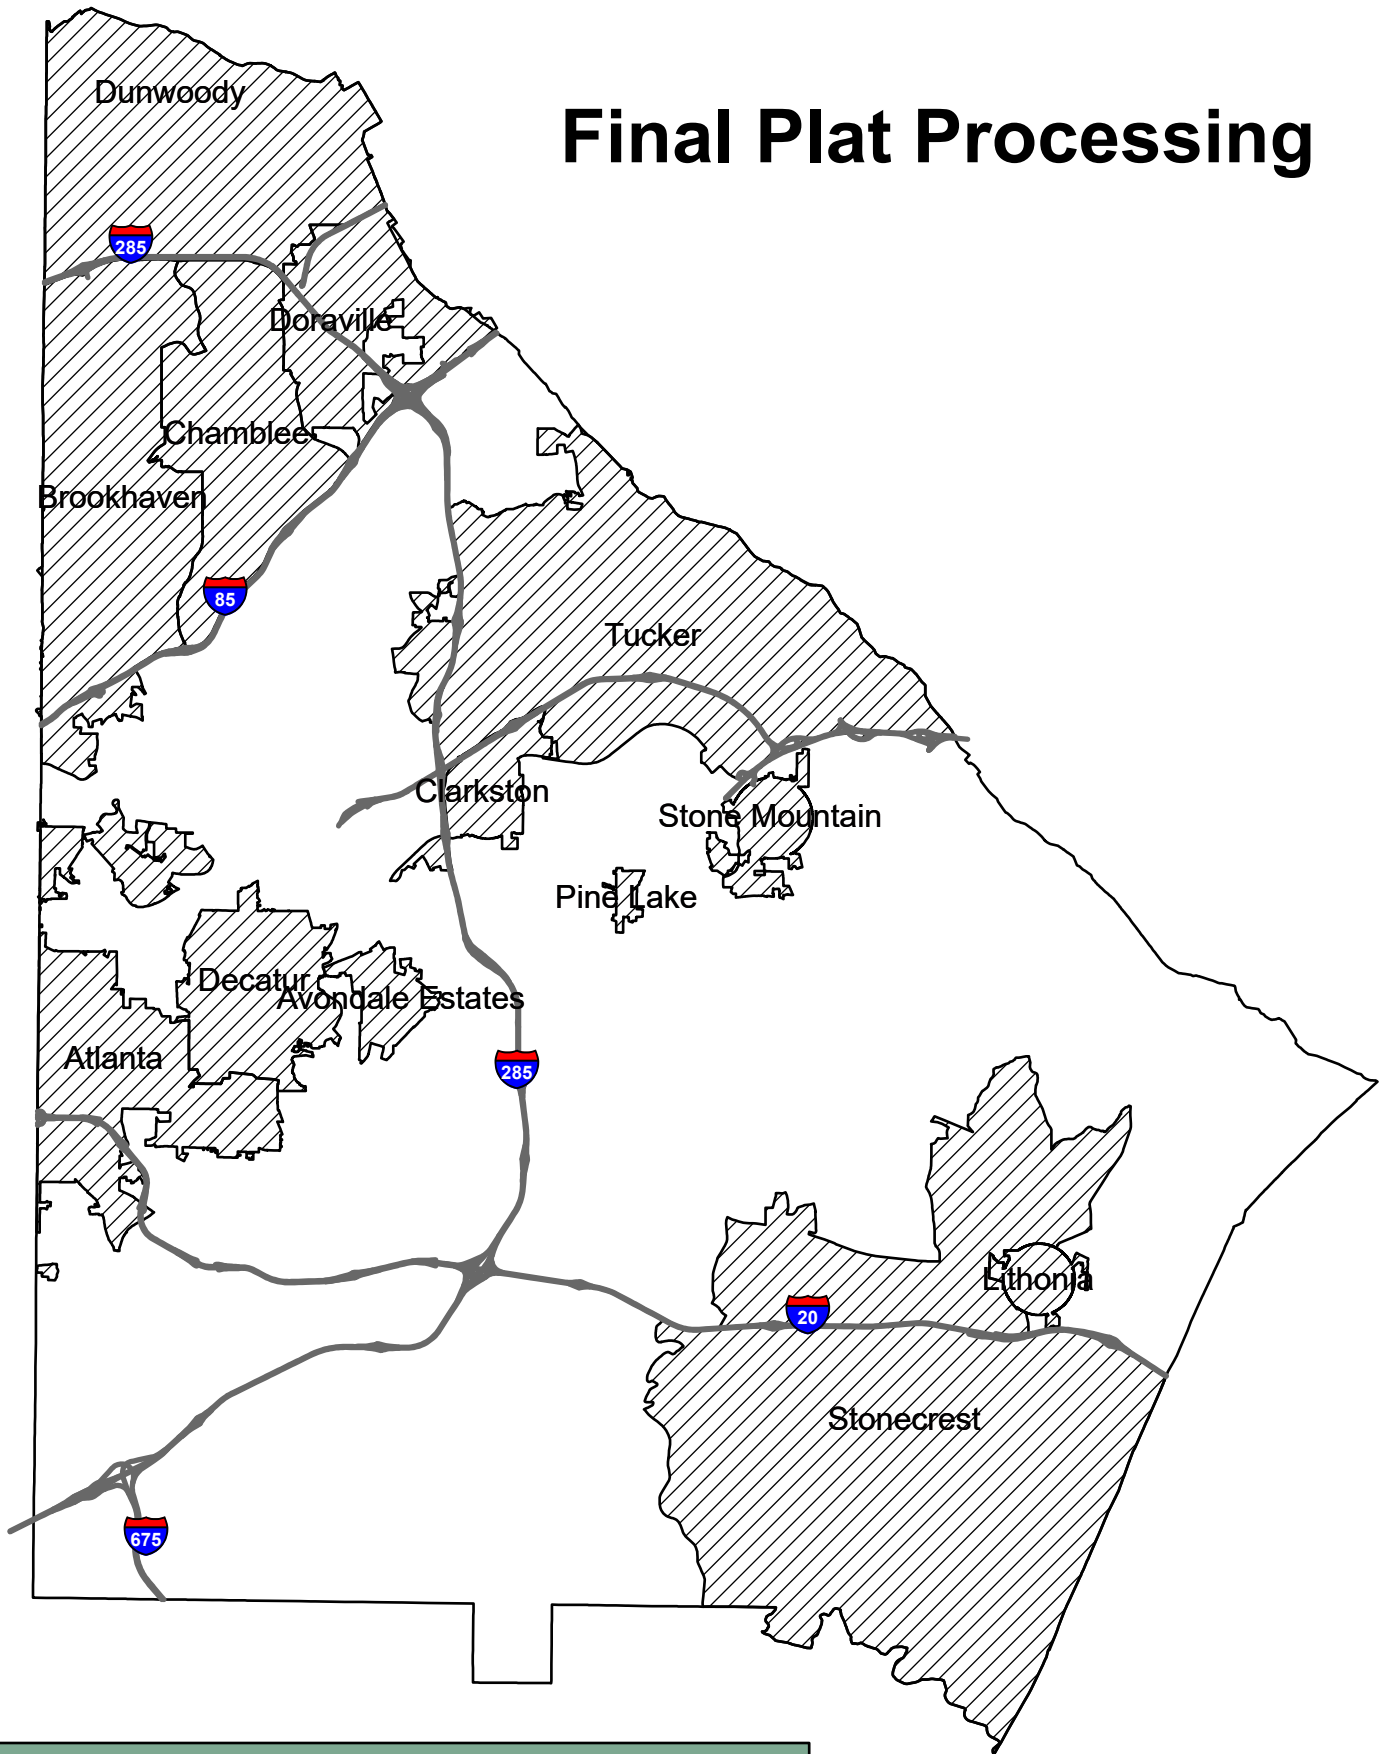 Dunwoody
Final Plat Processing
285
Doraville
Chamblee
Brookhaven
85
Tucker
Clarkston
Stone Mountain
Pine Lake
Decatur
Avondale Estates
Atlanta
285
Lithonia
20
Stonecrest
675